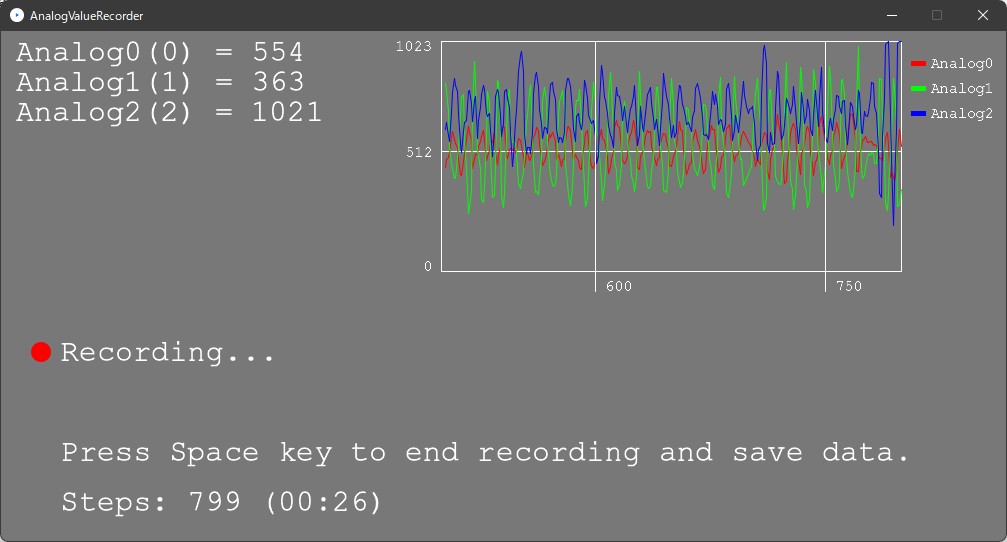 AnalogValueRecorder
Analog0(0) = 554
Analog1(1) = 363
Analog2(2) = 1021
1023
512
0
600
750
Analog0
Analog1
Analog2
Recording...
Press Space key to end recording and save data.
Steps: 799 (00:26)